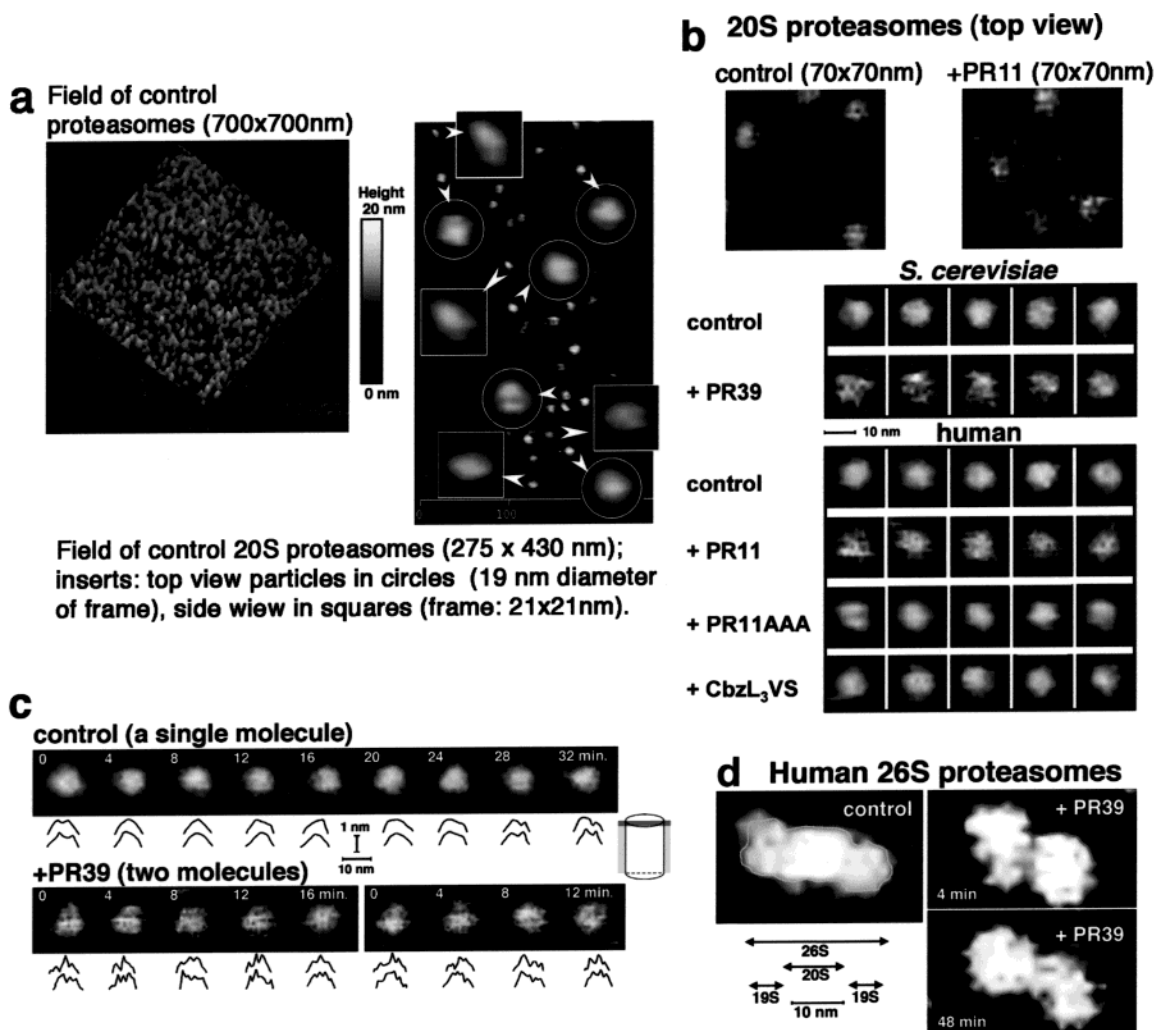 a Field of control
proteasomes (700x700nm)
Height
20 nm
0 nm
0
100
Field of control 20S proteasomes (275 x 430 nm);
inserts: top view particles in circles (19 nm diameter
of frame), side wiew in squares (frame: 21x21nm).
b 20S proteasomes (top view)
control (70x70nm) +PR11 (70x70nm)
S. cerevisiae
control
+ PR39
10 nm
human
control
+ PR11
+ PR11AAA
+ CbzL₃VS
c
control (a single molecule)
0 4 8 12 16 20 24 28 32 min.
1 nm
10 nm
+PR39 (two molecules)
0 4 8 12 16 min. 0 4 8 12 min.
d Human 26S proteasomes
control
+ PR39
4 min
+ PR39
48 min
26S
20S
19S 19S
10 nm